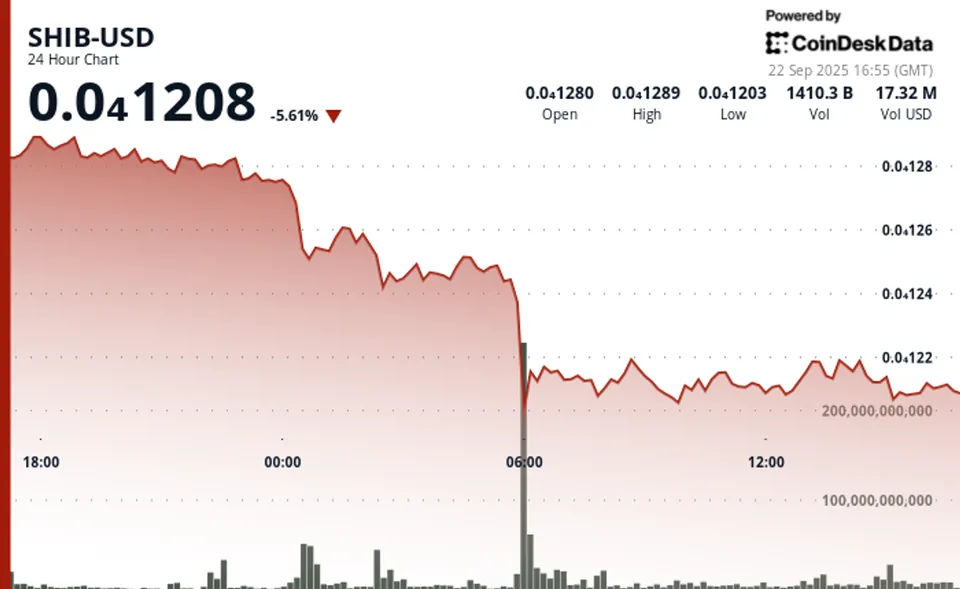 SHIB-USD
24 Hour Chart
0.0₄1208 -5.61%
Powered by
CoinDesk Data
22 Sep 2025 16:55 (GMT)
0.0₄1280 0.0₄1289 0.0₄1203 1410.3 B 17.32 M
Open High Low Vol Vol USD
0.0₄128
0.0₄126
0.0₄124
0.0₄122
200,000,000,000
18:00 00:00 06:00 12:00
100,000,000,000